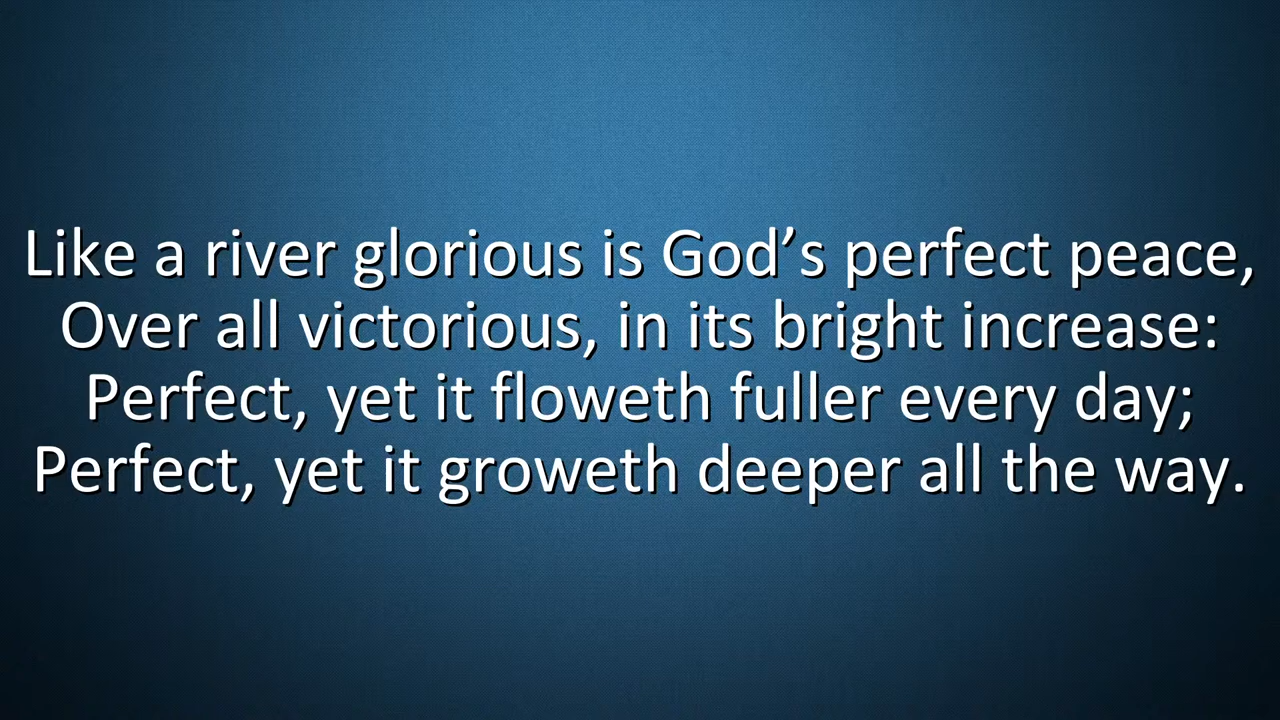 Like a river glorious is God’s perfect peace,
Over all victorious, in its bright increase:
Perfect, yet it floweth fuller every day;
Perfect, yet it groweth deeper all the way.